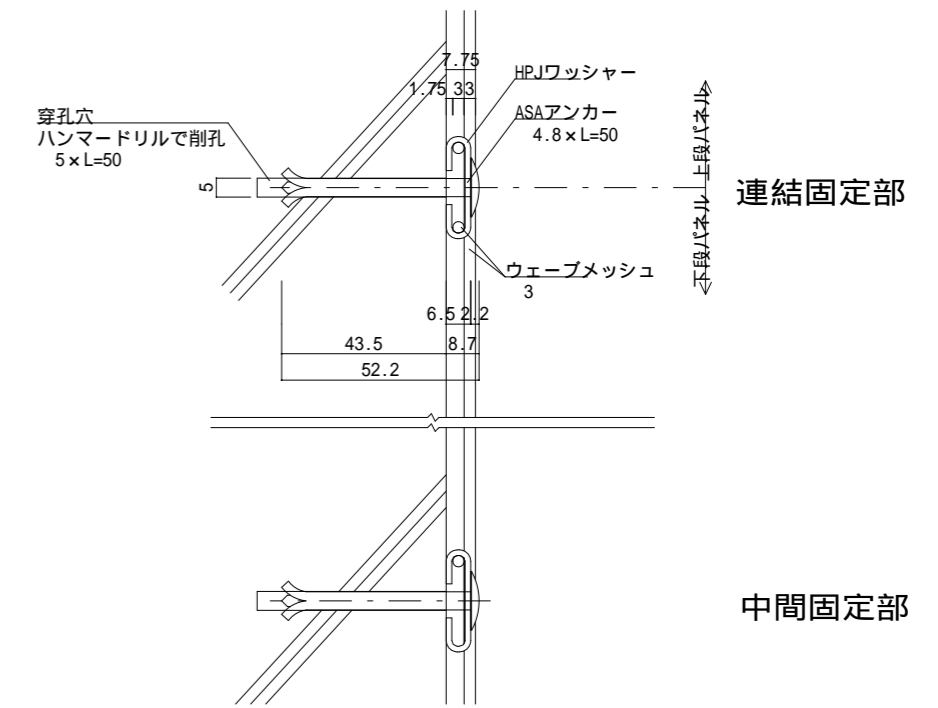 7.75
HPJワッシャー
1.75 3 3
ASAアンカー
4.8×L=50
穿孔穴
ハンマードリルで削孔
5×L=50
5
上段パネル
下段パネル
連結固定部
ウェーブメッシュ
3
6.5 2.2
43.5
8.7
52.2
中間固定部